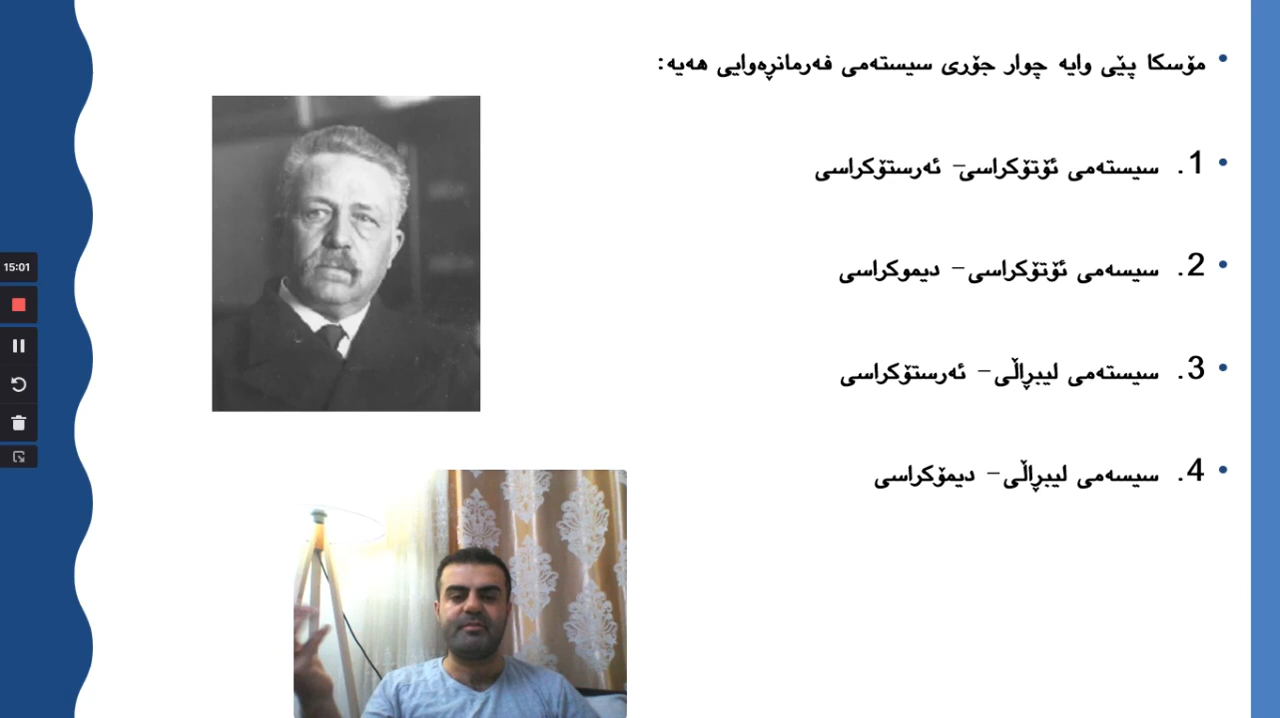 مۆسکا پێی وایە چوار جۆری سیستەمی فەرمانڕەوایی هەیە:
1. سیستەمی ئۆتۆکراسی– ئەرستۆکراسی
2. سیسەمی ئۆتۆکراسی– دیموکراسی
3. سیستەمی لیبڕاڵی– ئەرستۆکراسی
4. سیسەمی لیبڕاڵی– دیمۆکراسی
15:01